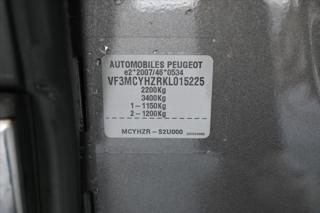 AUTOMOBILES PEUGEOT
e2*2007/46*0534
VF3MCYHZRKL015225
2200Kg
3400Kg
1-1150Kg
2-1200Kg
MCYHZR-S2U000